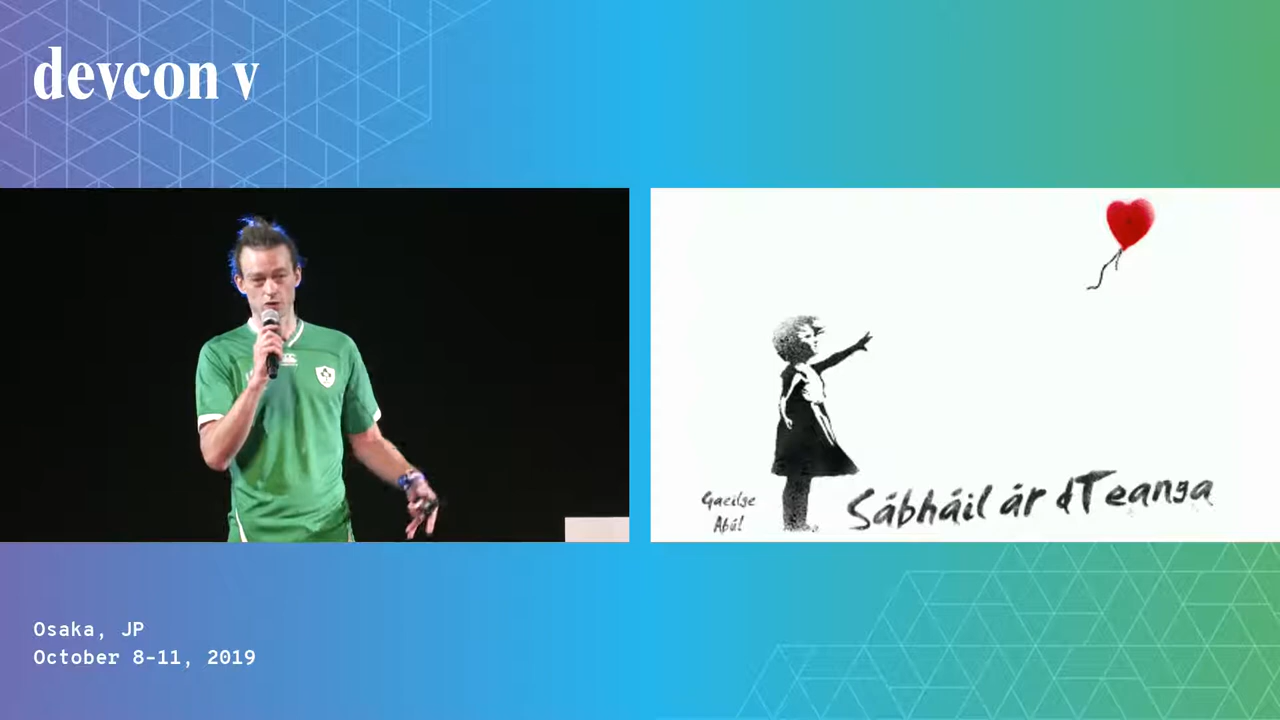 devcon v
Gaeilge
Abú!
Sábháil ár dTeanga
Osaka, JP
October 8-11, 2019